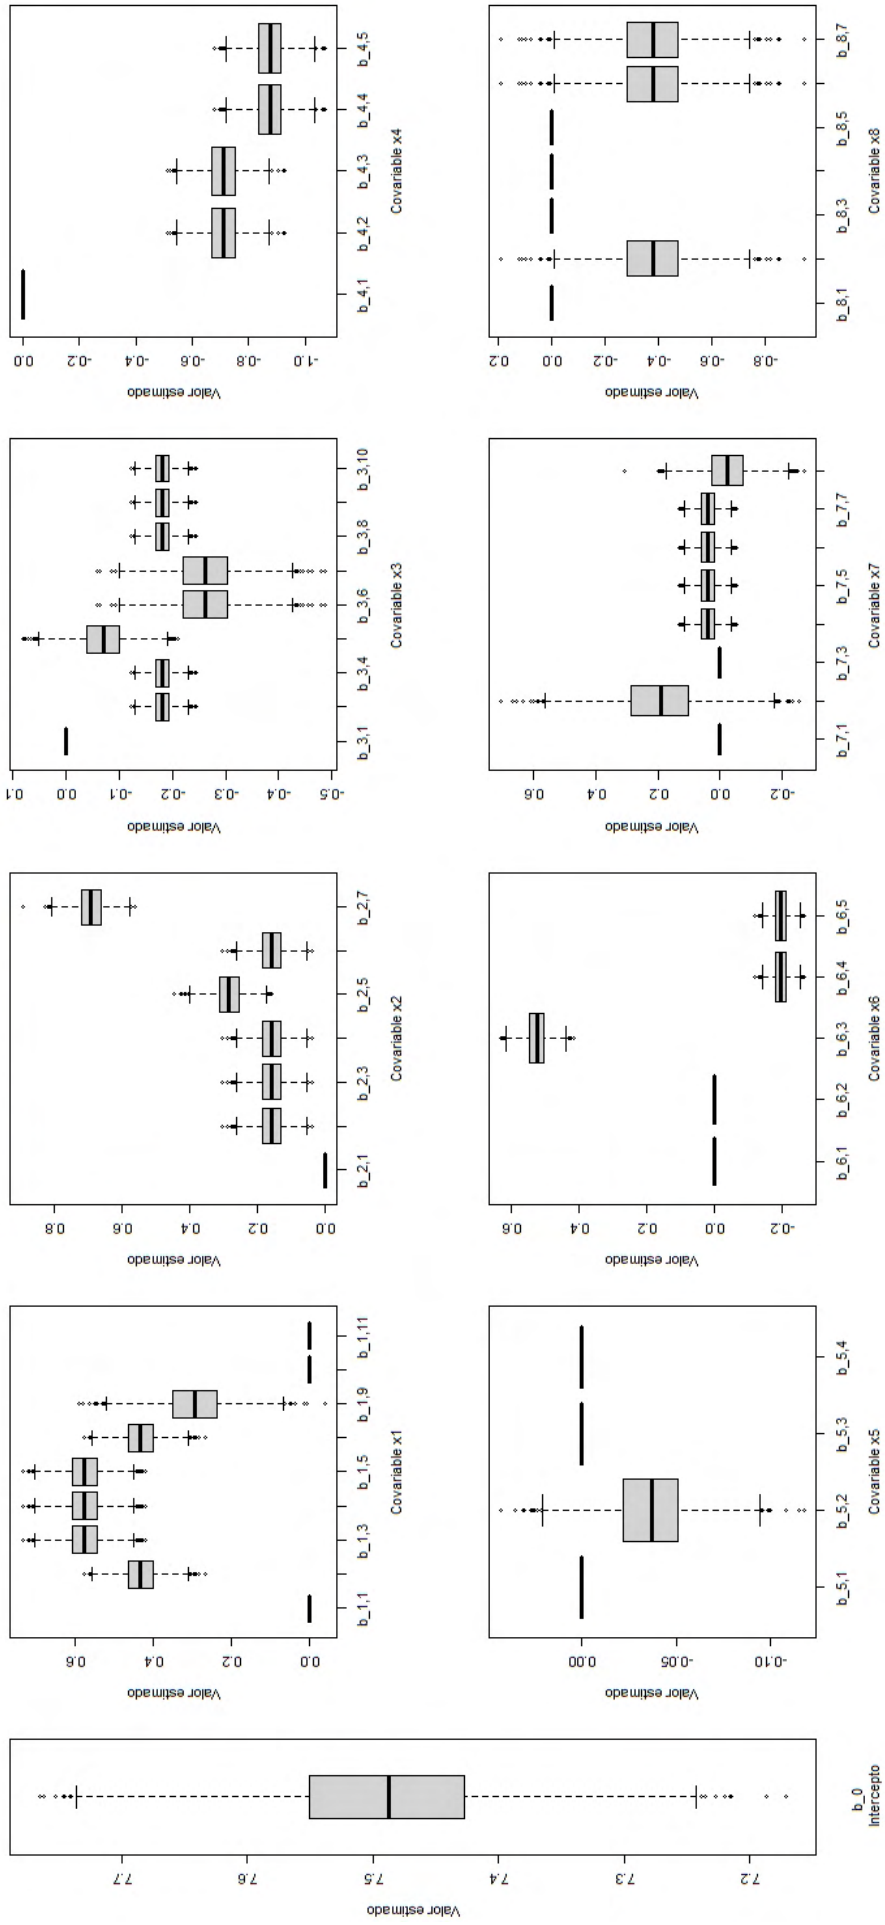 Valor estimado
7.7
7.6
7.5
7.4
7.3
7.2
b_0
Intercepto
Valor estimado
0.6
0.4
0.2
0.0
b_1,1 b_1,3 b_1,5 b_1,9 b_1,11
Covariable x1
Valor estimado
0.8
0.6
0.4
0.2
0.0
b_2,1 b_2,3 b_2,5 b_2,7
Covariable x2
Valor estimado
0.1
0.0
-0.1
-0.2
-0.3
-0.4
-0.5
b_3,1 b_3,4 b_3,6 b_3,8 b_3,10
Covariable x3
Valor estimado
0.0
-0.2
-0.4
-0.6
-0.8
-1.0
b_4,1 b_4,2 b_4,3 b_4,4 b_4,5
Covariable x4
Valor estimado
0.00
-0.05
-0.10
b_5,1 b_5,2 b_5,3 b_5,4
Covariable x5
Valor estimado
0.6
0.4
0.2
0.0
-0.2
b_6,1 b_6,2 b_6,3 b_6,4 b_6,5
Covariable x6
Valor estimado
0.6
0.4
0.2
0.0
-0.2
b_7,1 b_7,3 b_7,5 b_7,7
Covariable x7
Valor estimado
0.2
0.0
-0.2
-0.4
-0.6
-0.8
b_8,1 b_8,3 b_8,5 b_8,7
Covariable x8